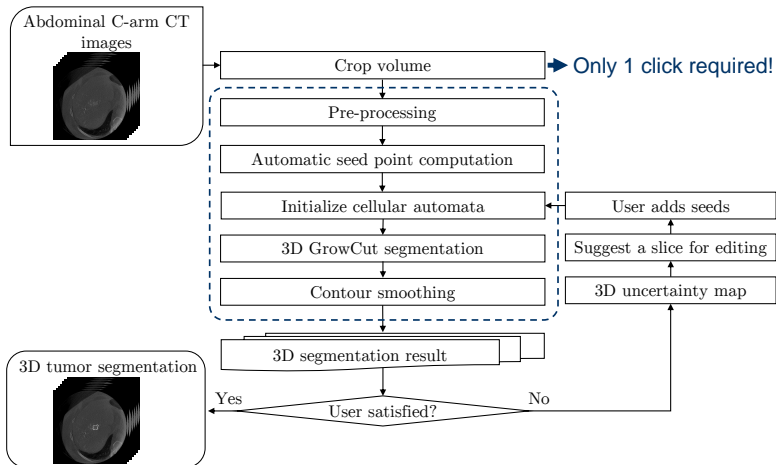 Abdominal C-arm CT
images
Crop volume
Only 1 click required!
Pre-processing
Automatic seed point computation
Initialize cellular automata
User adds seeds
3D GrowCut segmentation
Suggest a slice for editing
Contour smoothing
3D uncertainty map
3D segmentation result
3D tumor segmentation
Yes
User satisfied?
No